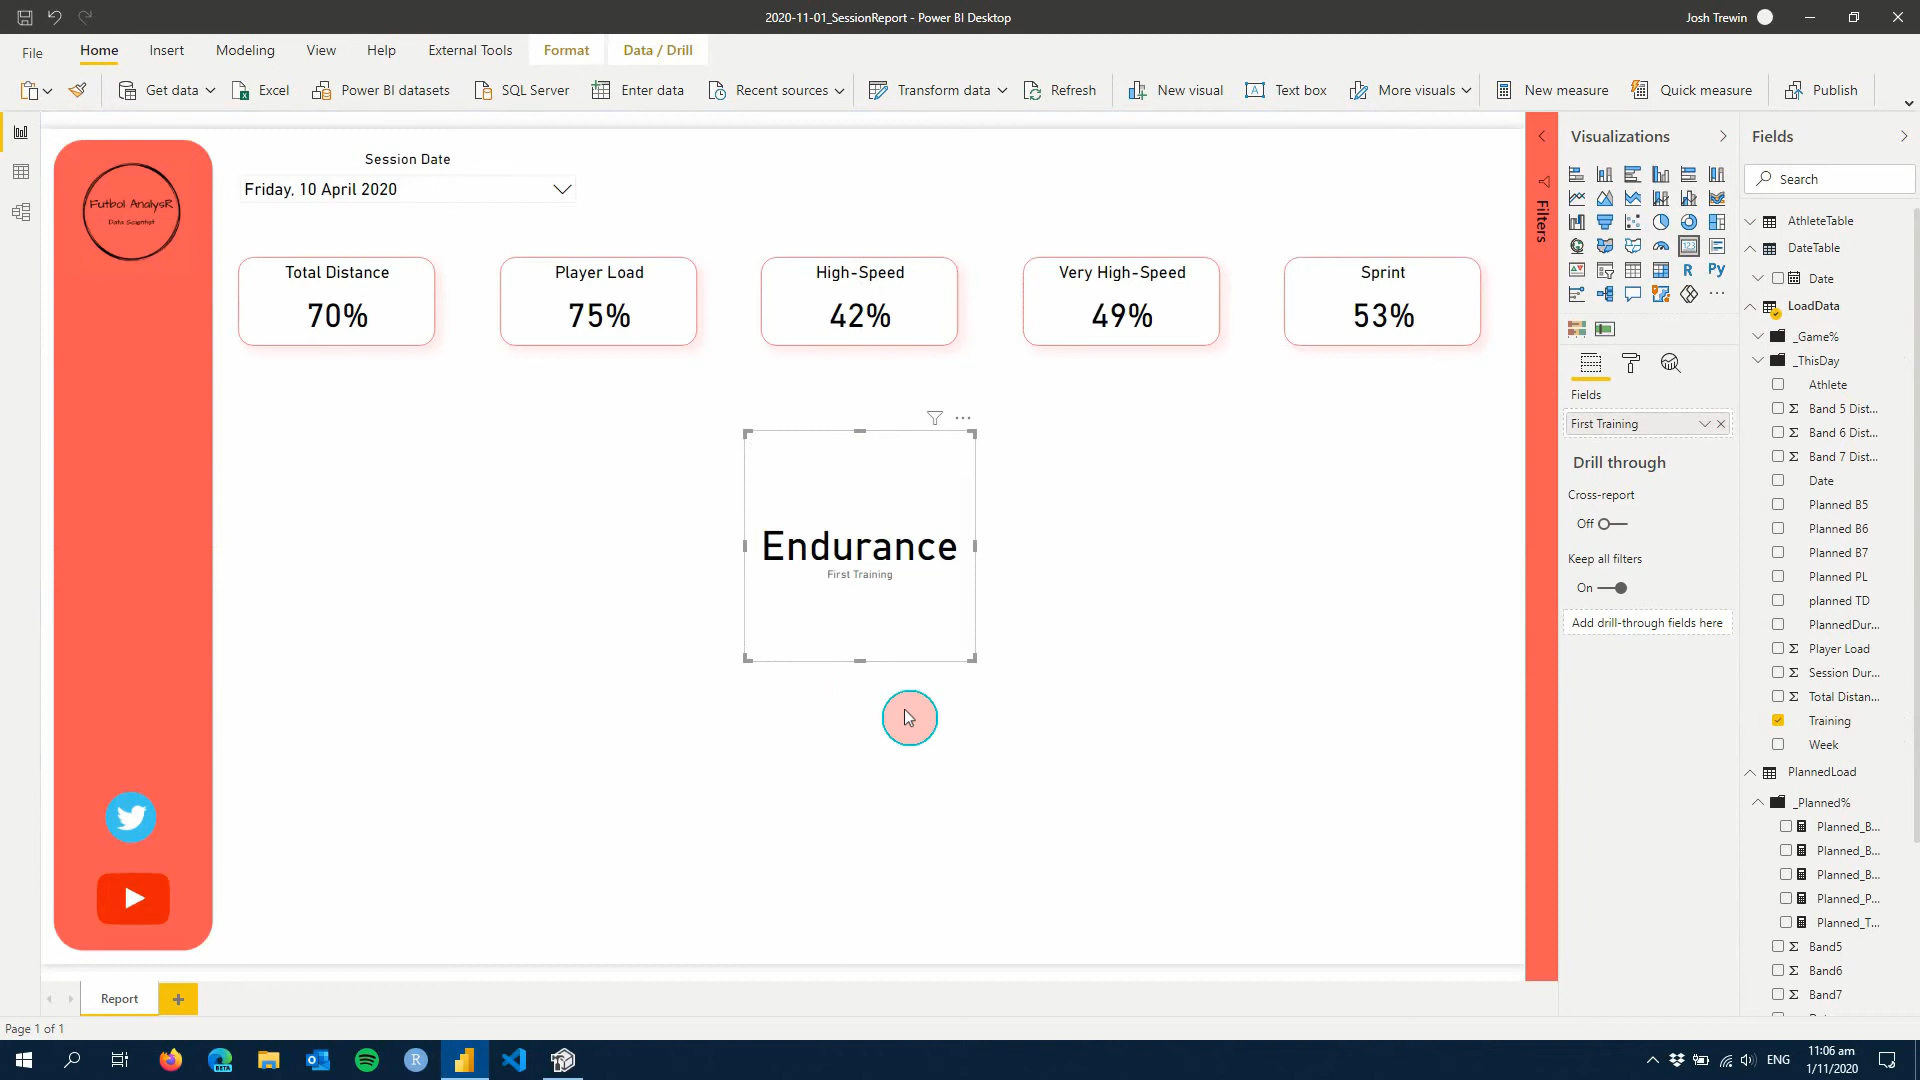 2020-11-01_SessionReport - Power BI Desktop
Josh Trewin
File
Home
Insert
Modeling
View
Help
External Tools
Format
Data / Drill
Get data
Excel
Power BI datasets
SQL Server
Enter data
Recent sources
Transform data
Refresh
New visual
Text box
More visuals
New measure
Quick measure
Publish
Futbol AnalysR
Data Scientist
Session Date
Friday, 10 April 2020
Total Distance
70%
Player Load
75%
High-Speed
42%
Very High-Speed
49%
Sprint
53%
Endurance
First Training
Filters
Visualizations
R
Py
123
Fields
First Training
Drill through
Cross-report
Off
Keep all filters
On
Add drill-through fields here
Fields
Search
AthleteTable
DateTable
Date
LoadData
_Game%
_ThisDay
Athlete
Σ Band 5 Dist...
Σ Band 6 Dist...
Σ Band 7 Dist...
Date
Planned B5
Planned B6
Planned B7
Planned PL
planned TD
PlannedDur...
Σ Player Load
Σ Session Dur...
Σ Total Distan...
Training
Week
PlannedLoad
_Planned%
Planned_B...
Planned_B...
Planned_B...
Planned_P...
Planned_T...
Σ Band5
Σ Band6
Σ Band7
Report
Page 1 of 1
BETA
R
ENG
11:06 am
1/11/2020